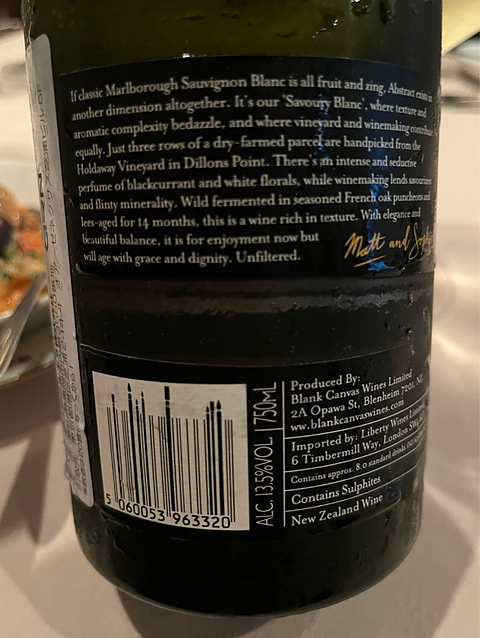 If classic Marlborough Sauvignon Blanc is all fruit and zing, Abstract exists in
another dimension altogether. It's our 'Savoury Blanc', where texture and
aromatic complexity bedazzle, and where vineyard and winemaking contribute
equally. Just three rows of a dry-farmed parcel are handpicked from the
Holdaway Vineyard in Dillons Point. There's an intense and seductive
perfume of blackcurrant and white florals, while winemaking lends savouriness
and flinty minerality. Wild fermented in seasoned French oak puncheons and
lees-aged for 14 months, this is a wine rich in texture. With elegance and
beautiful balance, it is for enjoyment now but
will age with grace and dignity. Unfiltered.
Matt and
5 060053 963320
ALC. 13.5%VOL 750ML
Produced By:
Blank Canvas Wines Limited
2A Opawa St, Blenheim 7201, NZ
www.blankcanvaswines.com
Imported by: Liberty Wines Limited
6 Timbermill Way, London
Contains approx. 8.0 standard drinks
Contains Sulphites
New Zealand Wine